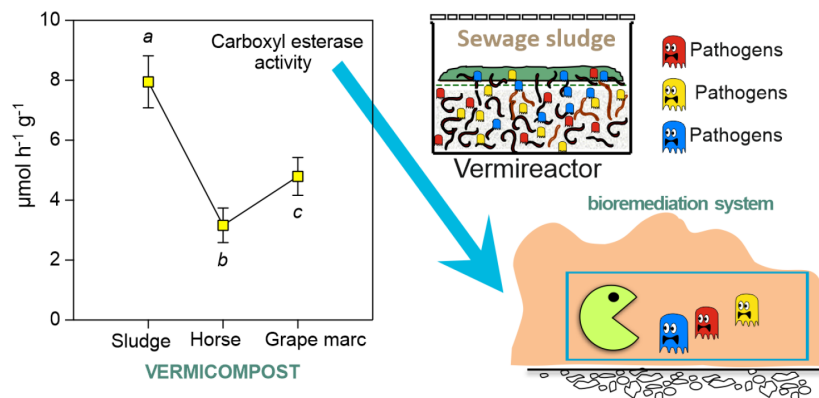 10
8
6
4
2
0
µmol h⁻¹ g⁻¹
a
b
c
Carboxyl esterase
activity
Sludge
Horse
Grape marc
VERMICOMPOST
Sewage sludge
Vermireactor
Pathogens
Pathogens
Pathogens
bioremediation system